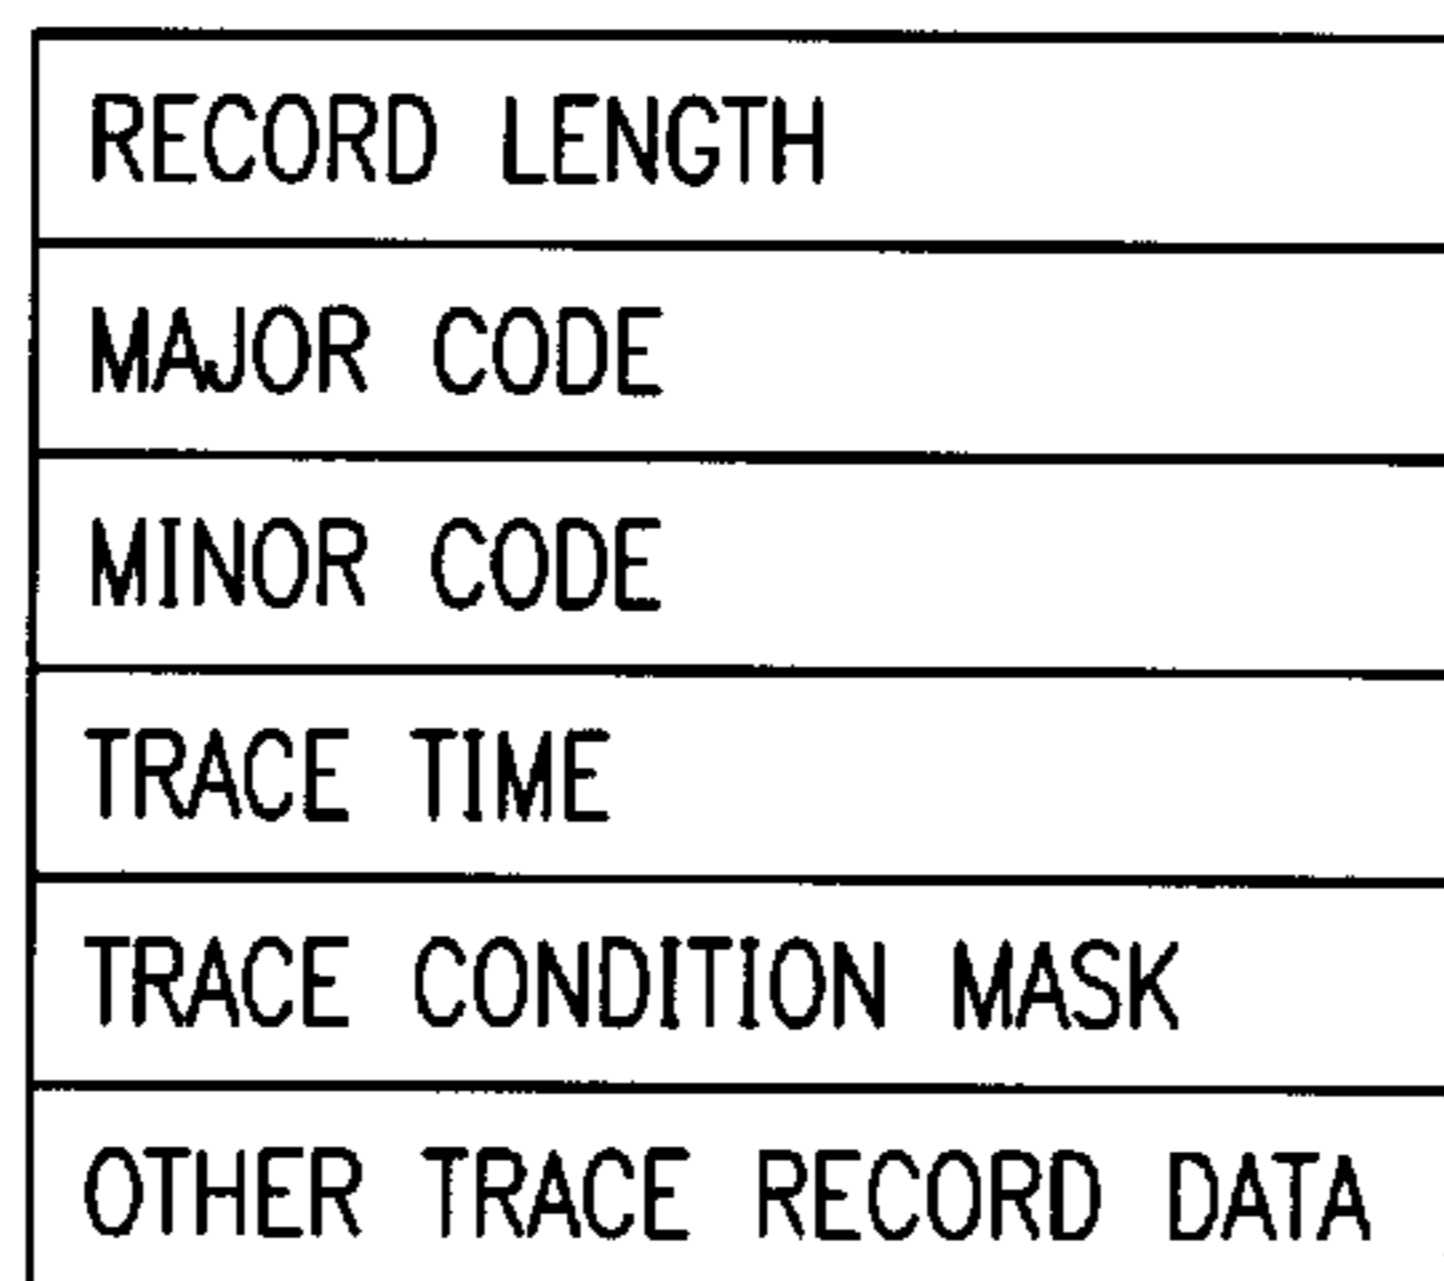 RECORD LENGTH
MAJOR CODE
MINOR CODE
TRACE TIME
TRACE CONDITION MASK
OTHER TRACE RECORD DATA